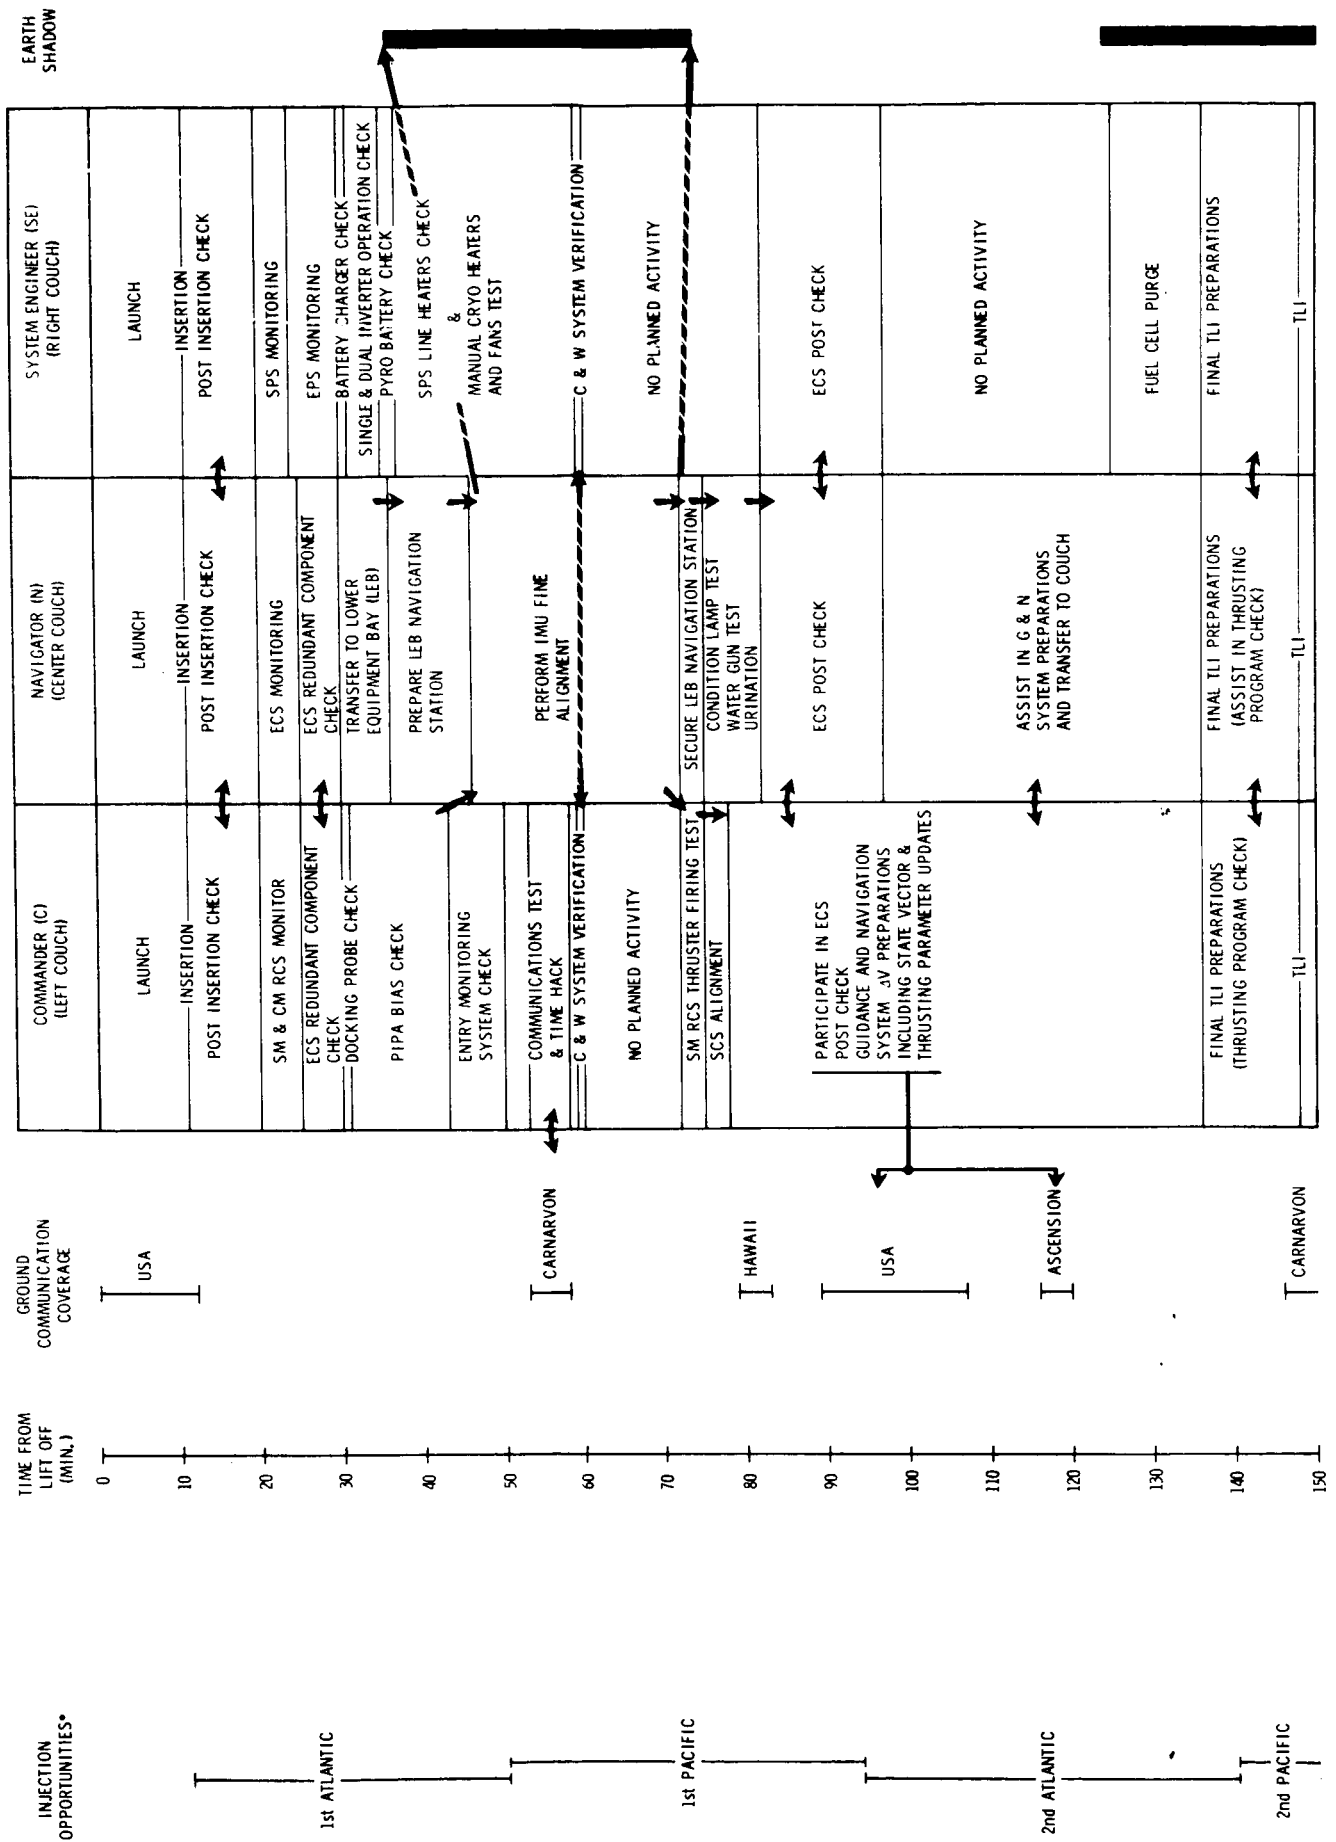 INJECTION
OPPORTUNITIES*
1st ATLANTIC
1st PACIFIC
2nd ATLANTIC
2nd PACIFIC
TIME FROM
LIFT OFF
(MIN.)
0
10
20
30
40
50
60
70
80
90
100
110
120
130
140
150
GROUND
COMMUNICATION
COVERAGE
USA
CARNARVON
HAWAII
USA
ASCENSION
CARNARVON
COMMANDER (C)
(LEFT COUCH)
LAUNCH
INSERTION
POST INSERTION CHECK
SM & CM RCS MONITOR
ECS REDUNDANT COMPONENT
CHECK
DOCKING PROBE CHECK
PIPA BIAS CHECK
ENTRY MONITORING
SYSTEM CHECK
COMMUNICATIONS TEST
& TIME HACK
C & W SYSTEM VERIFICATION
NO PLANNED ACTIVITY
SM RCS THRUSTER FIRING TEST
SCS ALIGNMENT
PARTICIPATE IN ECS
POST CHECK
GUIDANCE AND NAVIGATION
SYSTEM ΔV PREPARATIONS
INCLUDING STATE VECTOR &
THRUSTING PARAMETER UPDATES
FINAL TLI PREPARATIONS
(THRUSTING PROGRAM CHECK)
TLI
NAVIGATOR (N)
(CENTER COUCH)
LAUNCH
INSERTION
POST INSERTION CHECK
ECS MONITORING
ECS REDUNDANT COMPONENT
CHECK
TRANSFER TO LOWER
EQUIPMENT BAY (LEB)
PREPARE LEB NAVIGATION
STATION
PERFORM IMU FINE
ALIGNMENT
SECURE LEB NAVIGATION STATION
CONDITION LAMP TEST
WATER GUN TEST
URINATION
ECS POST CHECK
ASSIST IN G & N
SYSTEM PREPARATIONS
AND TRANSFER TO COUCH
FINAL TLI PREPARATIONS
(ASSIST IN THRUSTING
PROGRAM CHECK)
TLI
SYSTEM ENGINEER (SE)
(RIGHT COUCH)
LAUNCH
INSERTION
POST INSERTION CHECK
SPS MONITORING
EPS MONITORING
BATTERY CHARGER CHECK
SINGLE & DUAL INVERTER OPERATION CHECK
PYRO BATTERY CHECK
SPS LINE HEATERS CHECK
&
MANUAL CRYO HEATERS
AND FANS TEST
C & W SYSTEM VERIFICATION
NO PLANNED ACTIVITY
ECS POST CHECK
NO PLANNED ACTIVITY
FUEL CELL PURGE
FINAL TLI PREPARATIONS
TLI
EARTH
SHADOW